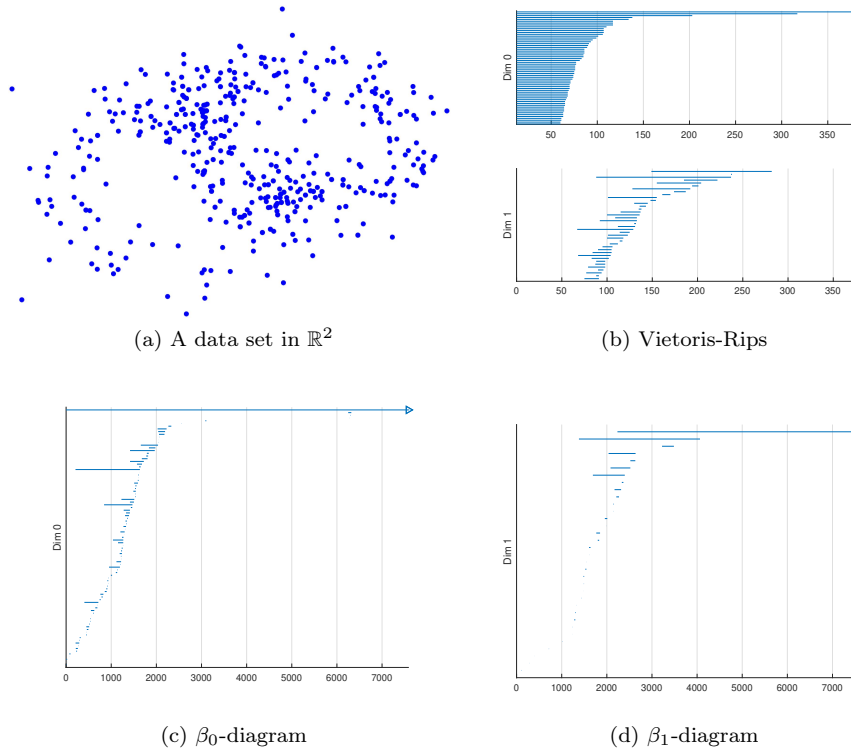 Dim 0
50 100 150 200 250 300 350
Dim 1
0 50 100 150 200 250 300 350
(a) A data set in ℝ²
(b) Vietoris-Rips
Dim 0
0 1000 2000 3000 4000 5000 6000 7000
Dim 1
0 1000 2000 3000 4000 5000 6000 7000
(c) β₀-diagram
(d) β₁-diagram